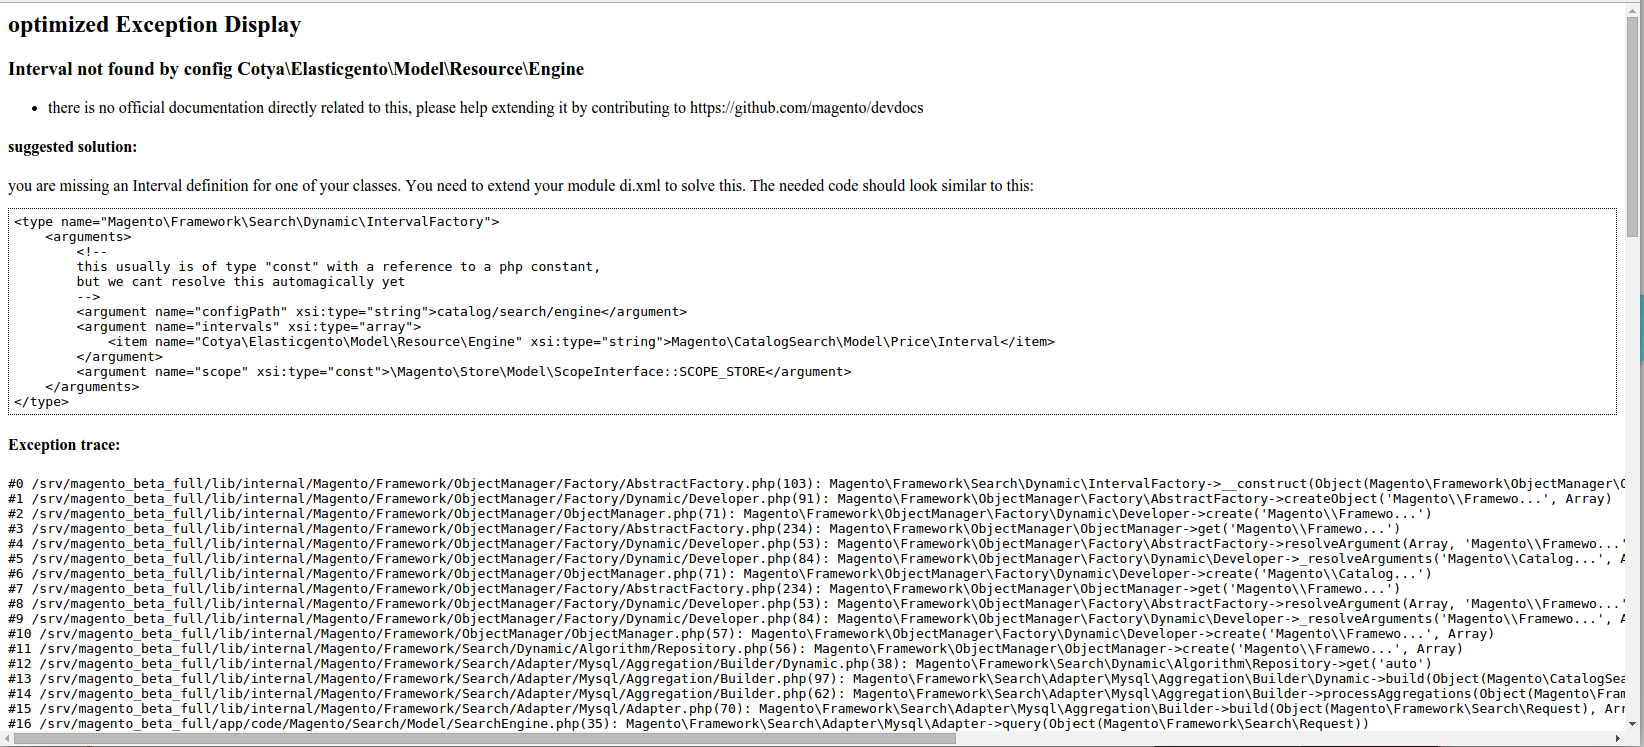 optimized Exception Display
Interval not found by config Cotya\Elasticgento\Model\Resource\Engine
• there is no official documentation directly related to this, please help extending it by contributing to https://github.com/magento/devdocs
suggested solution:
you are missing an Interval definition for one of your classes. You need to extend your module di.xml to solve this. The needed code should look similar to this:
<type name="Magento\Framework\Search\Dynamic\IntervalFactory">
    <arguments>
        <!--
        this usually is of type "const" with a reference to a php constant,
        but we cant resolve this automagically yet
        -->
        <argument name="configPath" xsi:type="string">catalog/search/engine</argument>
        <argument name="intervals" xsi:type="array">
            <item name="Cotya\Elasticgento\Model\Resource\Engine" xsi:type="string">Magento\CatalogSearch\Model\Price\Interval</item>
        </argument>
        <argument name="scope" xsi:type="const">\Magento\Store\Model\ScopeInterface::SCOPE_STORE</argument>
    </arguments>
</type>
Exception trace:
#0 /srv/magento_beta_full/lib/internal/Magento/Framework/ObjectManager/Factory/AbstractFactory.php(103): Magento\Framework\Search\Dynamic\IntervalFactory->__construct(Object(Magento\Framework\ObjectManager\
#1 /srv/magento_beta_full/lib/internal/Magento/Framework/ObjectManager/Factory/Dynamic/Developer.php(91): Magento\Framework\ObjectManager\Factory\AbstractFactory->createObject('Magento\\Framewo...', Array)
#2 /srv/magento_beta_full/lib/internal/Magento/Framework/ObjectManager/ObjectManager.php(71): Magento\Framework\ObjectManager\Factory\Dynamic\Developer->create('Magento\\Framewo...')
#3 /srv/magento_beta_full/lib/internal/Magento/Framework/ObjectManager/Factory/AbstractFactory.php(234): Magento\Framework\ObjectManager\ObjectManager->get('Magento\\Framewo...')
#4 /srv/magento_beta_full/lib/internal/Magento/Framework/ObjectManager/Factory/Dynamic/Developer.php(53): Magento\Framework\ObjectManager\Factory\AbstractFactory->resolveArgument(Array, 'Magento\\Framewo...'
#5 /srv/magento_beta_full/lib/internal/Magento/Framework/ObjectManager/Factory/Dynamic/Developer.php(84): Magento\Framework\ObjectManager\Factory\Dynamic\Developer->_resolveArguments('Magento\\Catalog...',
#6 /srv/magento_beta_full/lib/internal/Magento/Framework/ObjectManager/ObjectManager.php(71): Magento\Framework\ObjectManager\Factory\Dynamic\Developer->create('Magento\\Catalog...')
#7 /srv/magento_beta_full/lib/internal/Magento/Framework/ObjectManager/Factory/AbstractFactory.php(234): Magento\Framework\ObjectManager\ObjectManager->get('Magento\\Framewo...')
#8 /srv/magento_beta_full/lib/internal/Magento/Framework/ObjectManager/Factory/Dynamic/Developer.php(53): Magento\Framework\ObjectManager\Factory\AbstractFactory->resolveArgument(Array, 'Magento\\Framewo...'
#9 /srv/magento_beta_full/lib/internal/Magento/Framework/ObjectManager/Factory/Dynamic/Developer.php(84): Magento\Framework\ObjectManager\Factory\Dynamic\Developer->_resolveArguments('Magento\\Framewo...',
#10 /srv/magento_beta_full/lib/internal/Magento/Framework/ObjectManager/ObjectManager.php(57): Magento\Framework\ObjectManager\Factory\Dynamic\Developer->create('Magento\\Framewo...', Array)
#11 /srv/magento_beta_full/lib/internal/Magento/Framework/Search/Dynamic/Algorithm/Repository.php(56): Magento\Framework\ObjectManager\ObjectManager->create('Magento\\Framewo...', Array)
#12 /srv/magento_beta_full/lib/internal/Magento/Framework/Search/Adapter/Mysql/Aggregation/Builder/Dynamic.php(38): Magento\Framework\Search\Dynamic\Algorithm\Repository->get('auto')
#13 /srv/magento_beta_full/lib/internal/Magento/Framework/Search/Adapter/Mysql/Aggregation/Builder.php(97): Magento\Framework\Search\Adapter\Mysql\Aggregation\Builder\Dynamic->build(Object(Magento\CatalogSea
#14 /srv/magento_beta_full/lib/internal/Magento/Framework/Search/Adapter/Mysql/Aggregation/Builder.php(62): Magento\Framework\Search\Adapter\Mysql\Aggregation\Builder->processAggregations(Object(Magento\Fram
#15 /srv/magento_beta_full/lib/internal/Magento/Framework/Search/Adapter/Mysql/Adapter.php(70): Magento\Framework\Search\Adapter\Mysql\Aggregation\Builder->build(Object(Magento\Framework\Search\Request), Arr
#16 /srv/magento_beta_full/app/code/Magento/Search/Model/SearchEngine.php(35): Magento\Framework\Search\Adapter\Mysql\Adapter->query(Object(Magento\Framework\Search\Request))